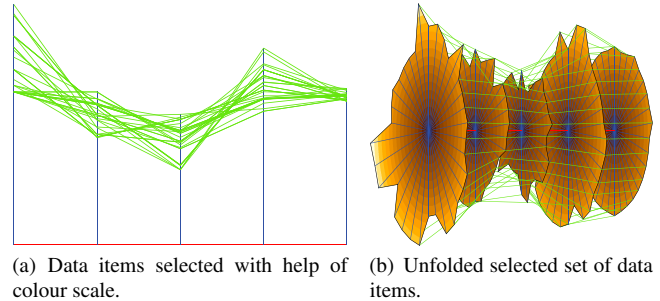 (a) Data items selected with help of
colour scale.
(b) Unfolded selected set of data
items.